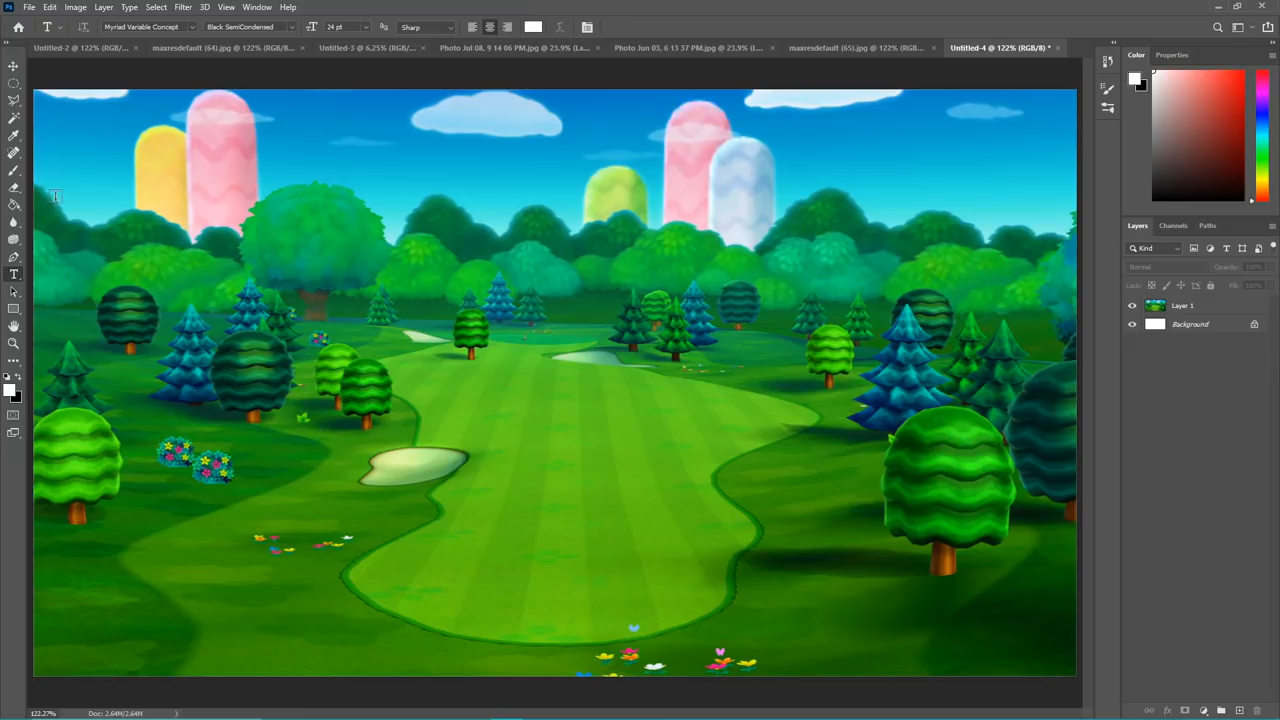 Ps File Edit Image Layer Type Select Filter 3D View Window Help
T Myriad Variable Concept Black SemiCondensed 24 pt Sharp
Untitled-2 @ 122% (RGB/... × maxresdefault (64).jpg @ 122% (RGB/8... × Untitled-3 @ 6.25% (RGB/... × Photo Jul 08, 9 14 06 PM.jpg @ 23.9% (La... × Photo Jun 03, 6 13 37 PM.jpg @ 23.9% (La... × maxresdefault (65).jpg @ 122% (RGB... × Untitled-4 @ 122% (RGB/8) * ×
Color Properties
Layers Channels Paths
Kind
Normal Opacity: 100%
Lock: Fill: 100%
Layer 1
Background
122.27% Doc: 2.64M/2.64M